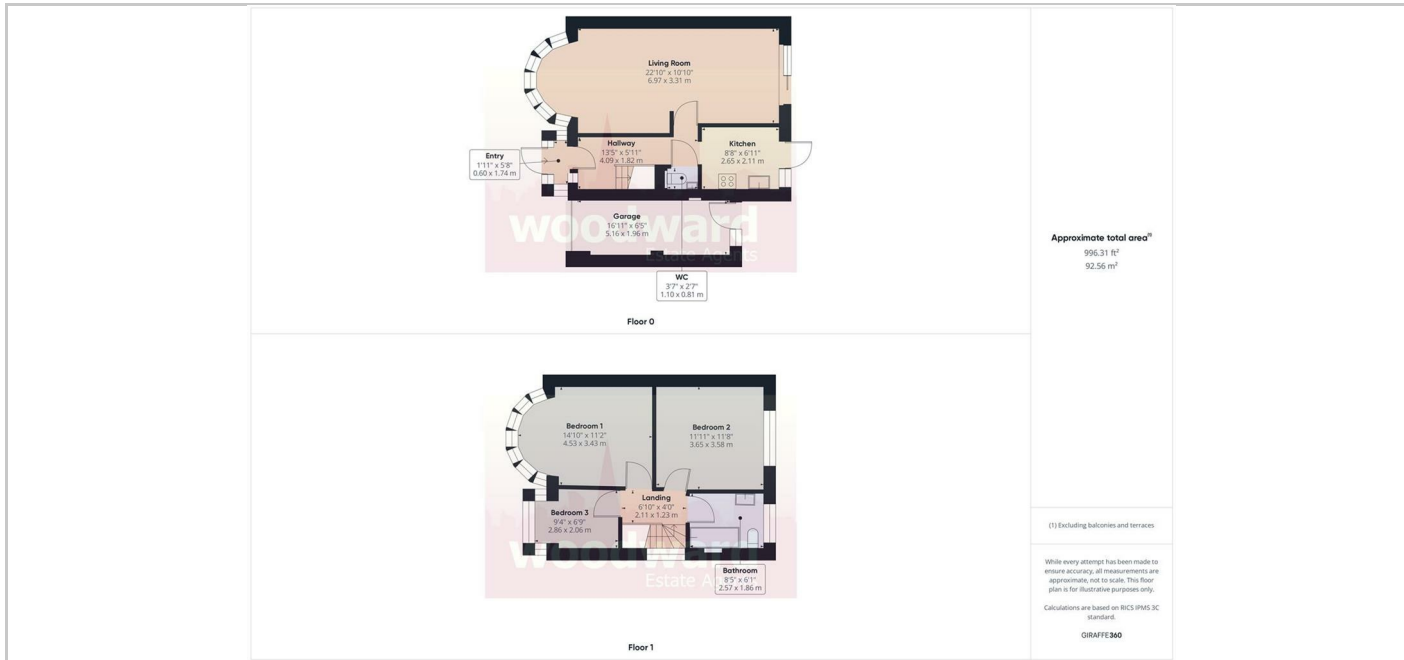 Living Room
22'10" x 10'10"
6.97 x 3.31 m
Hallway
13'5" x 5'11"
4.09 x 1.82 m
Kitchen
8'8" x 6'11"
2.65 x 2.11 m
Entry
1'11" x 5'8"
0.60 x 1.74 m
Garage
16'11" x 6'5"
5.16 x 1.96 m
woodward
Estate Agents
WC
3'7" x 2'7"
1.10 x 0.81 m
Floor 0
Bedroom 1
14'10" x 11'2"
4.53 x 3.43 m
Bedroom 2
11'11" x 11'8"
3.65 x 3.58 m
Landing
6'10" x 4'0"
2.11 x 1.23 m
Bedroom 3
9'4" x 6'9"
2.86 x 2.06 m
woodward
Estate Agents
Bathroom
8'5" x 6'1"
2.57 x 1.86 m
Floor 1
Approximate total area(1)
996.31 ft²
92.56 m²
(1) Excluding balconies and terraces
While every attempt has been made to
ensure accuracy, all measurements are
approximate, not to scale. This floor
plan is for illustrative purposes only.
Calculations are based on RICS IPMS 3C
standard.
GIRAFFE360